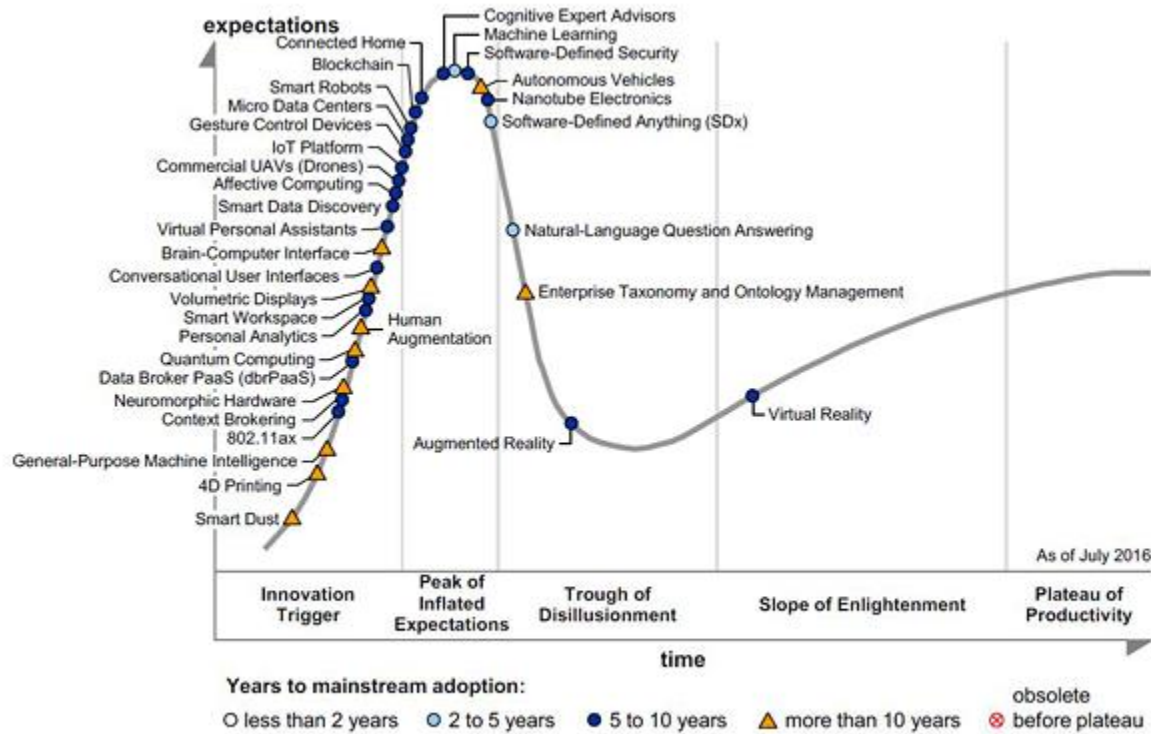 expectations
Cognitive Expert Advisors
Machine Learning
Connected Home
Software-Defined Security
Blockchain
Autonomous Vehicles
Smart Robots
Nanotube Electronics
Micro Data Centers
Gesture Control Devices
Software-Defined Anything (SDx)
IoT Platform
Commercial UAVs (Drones)
Affective Computing
Smart Data Discovery
Virtual Personal Assistants
Natural-Language Question Answering
Brain-Computer Interface
Conversational User Interfaces
Enterprise Taxonomy and Ontology Management
Volumetric Displays
Smart Workspace
Human
Augmentation
Personal Analytics
Quantum Computing
Data Broker PaaS (dbrPaaS)
Neuromorphic Hardware
Context Brokering
Virtual Reality
802.11ax
Augmented Reality
General-Purpose Machine Intelligence
4D Printing
Smart Dust
As of July 2016
Innovation
Trigger
Peak of
Inflated
Expectations
Trough of
Disillusionment
Slope of Enlightenment
Plateau of
Productivity
time
Years to mainstream adoption:
less than 2 years
2 to 5 years
5 to 10 years
more than 10 years
obsolete
before plateau